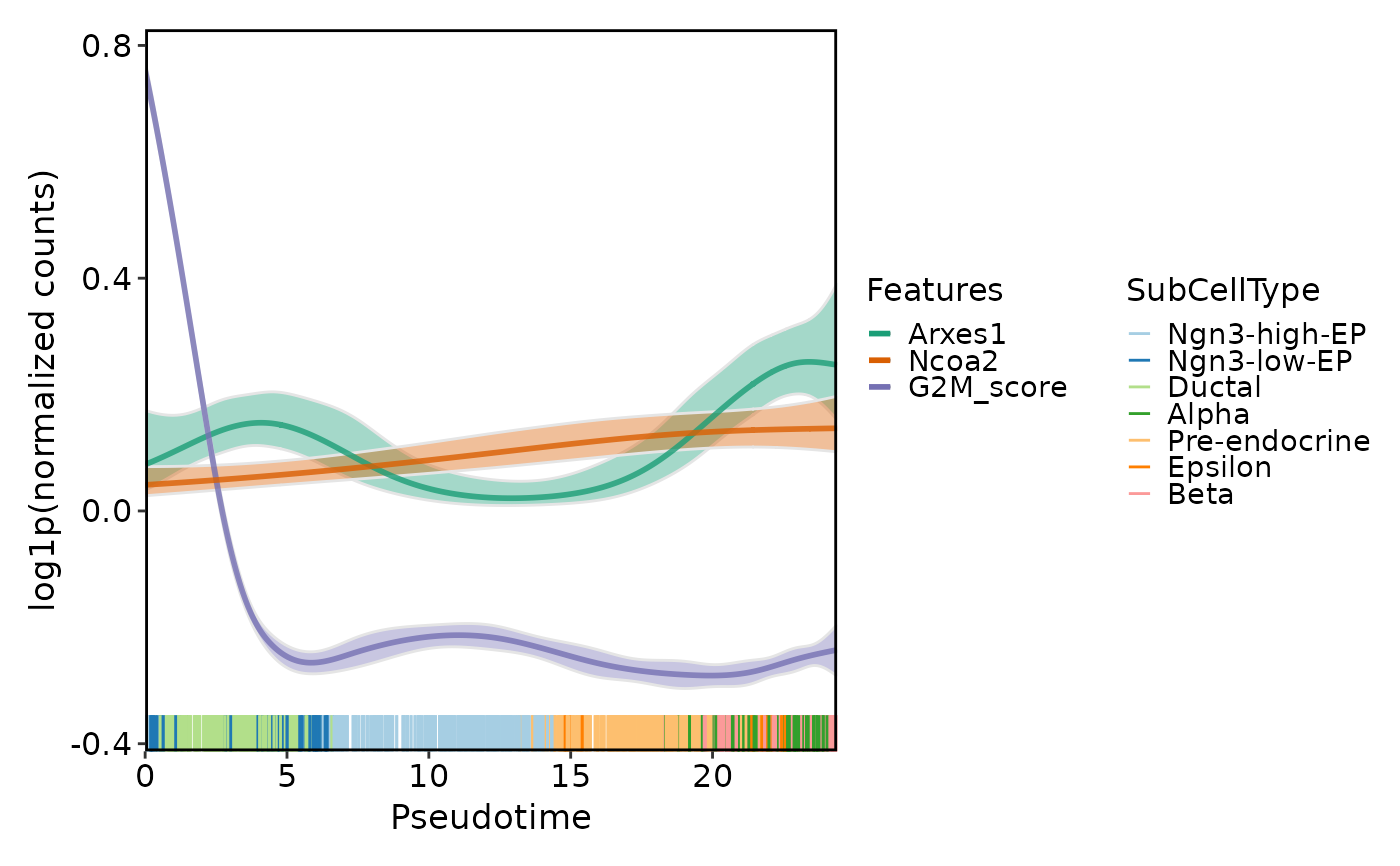 log1p(normalized counts)
0.8
0.4
0.0
-0.4
0
5
10
15
20
Pseudotime
Features
Arxes1
Ncoa2
G2M_score
SubCellType
Ngn3-high-EP
Ngn3-low-EP
Ductal
Alpha
Pre-endocrine
Epsilon
Beta